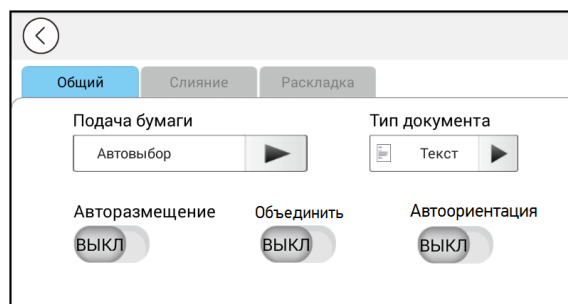 Общий Слияние Раскладка
Подача бумаги Тип документа
Автовыбор Текст
Авторазмещение Объединить Автоориентация
ВЫКЛ ВЫКЛ ВЫКЛ